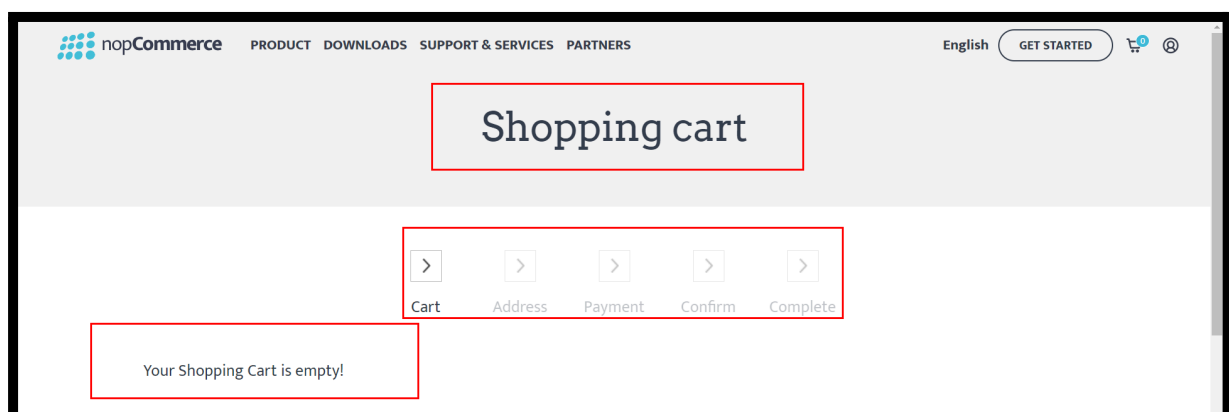 nopCommerce PRODUCT DOWNLOADS SUPPORT & SERVICES PARTNERS English GET STARTED 0
Shopping cart
Cart Address Payment Confirm Complete
Your Shopping Cart is empty!